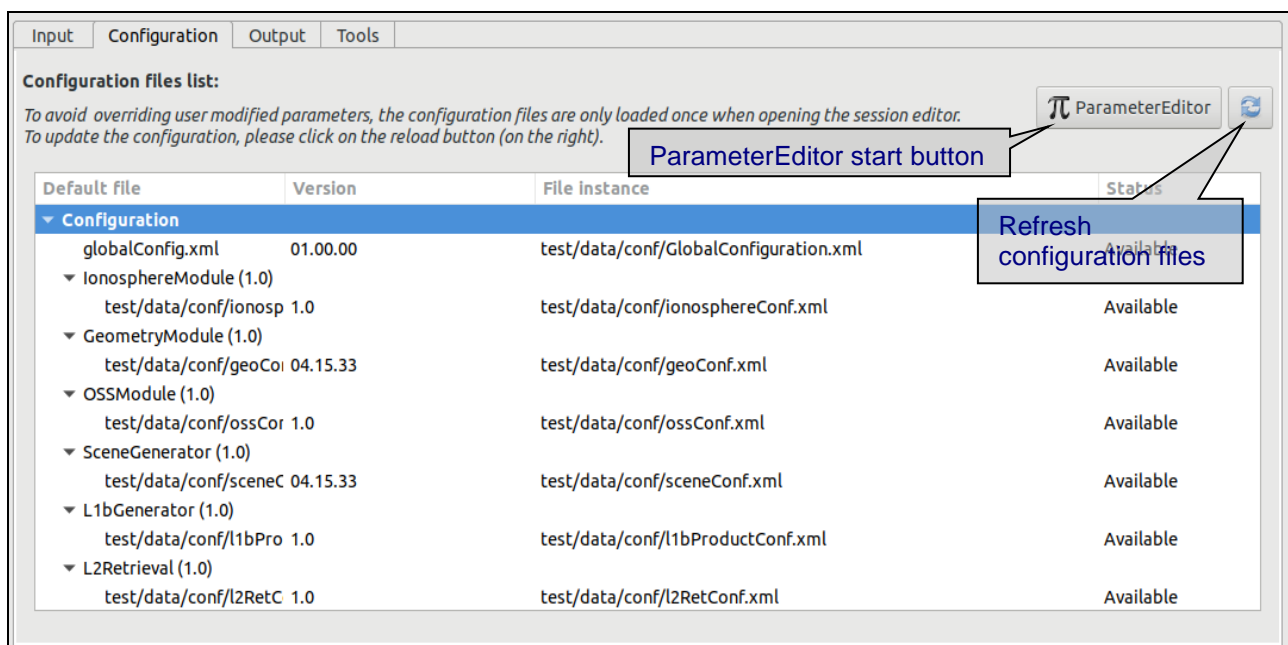 Input Configuration Output Tools
Configuration files list:
To avoid overriding user modified parameters, the configuration files are only loaded once when opening the session editor.
To update the configuration, please click on the reload button (on the right).
π ParameterEditor
ParameterEditor start button
Refresh
configuration files
Default file Version File instance Status
Configuration
globalConfig.xml 01.00.00 test/data/conf/GlobalConfiguration.xml Available
IonosphereModule (1.0)
test/data/conf/ionosp 1.0 test/data/conf/ionosphereConf.xml Available
GeometryModule (1.0)
test/data/conf/geoCo 04.15.33 test/data/conf/geoConf.xml Available
OSSModule (1.0)
test/data/conf/ossCor 1.0 test/data/conf/ossConf.xml Available
SceneGenerator (1.0)
test/data/conf/sceneC 04.15.33 test/data/conf/sceneConf.xml Available
L1bGenerator (1.0)
test/data/conf/l1bPro 1.0 test/data/conf/l1bProductConf.xml Available
L2Retrieval (1.0)
test/data/conf/l2RetC 1.0 test/data/conf/l2RetConf.xml Available